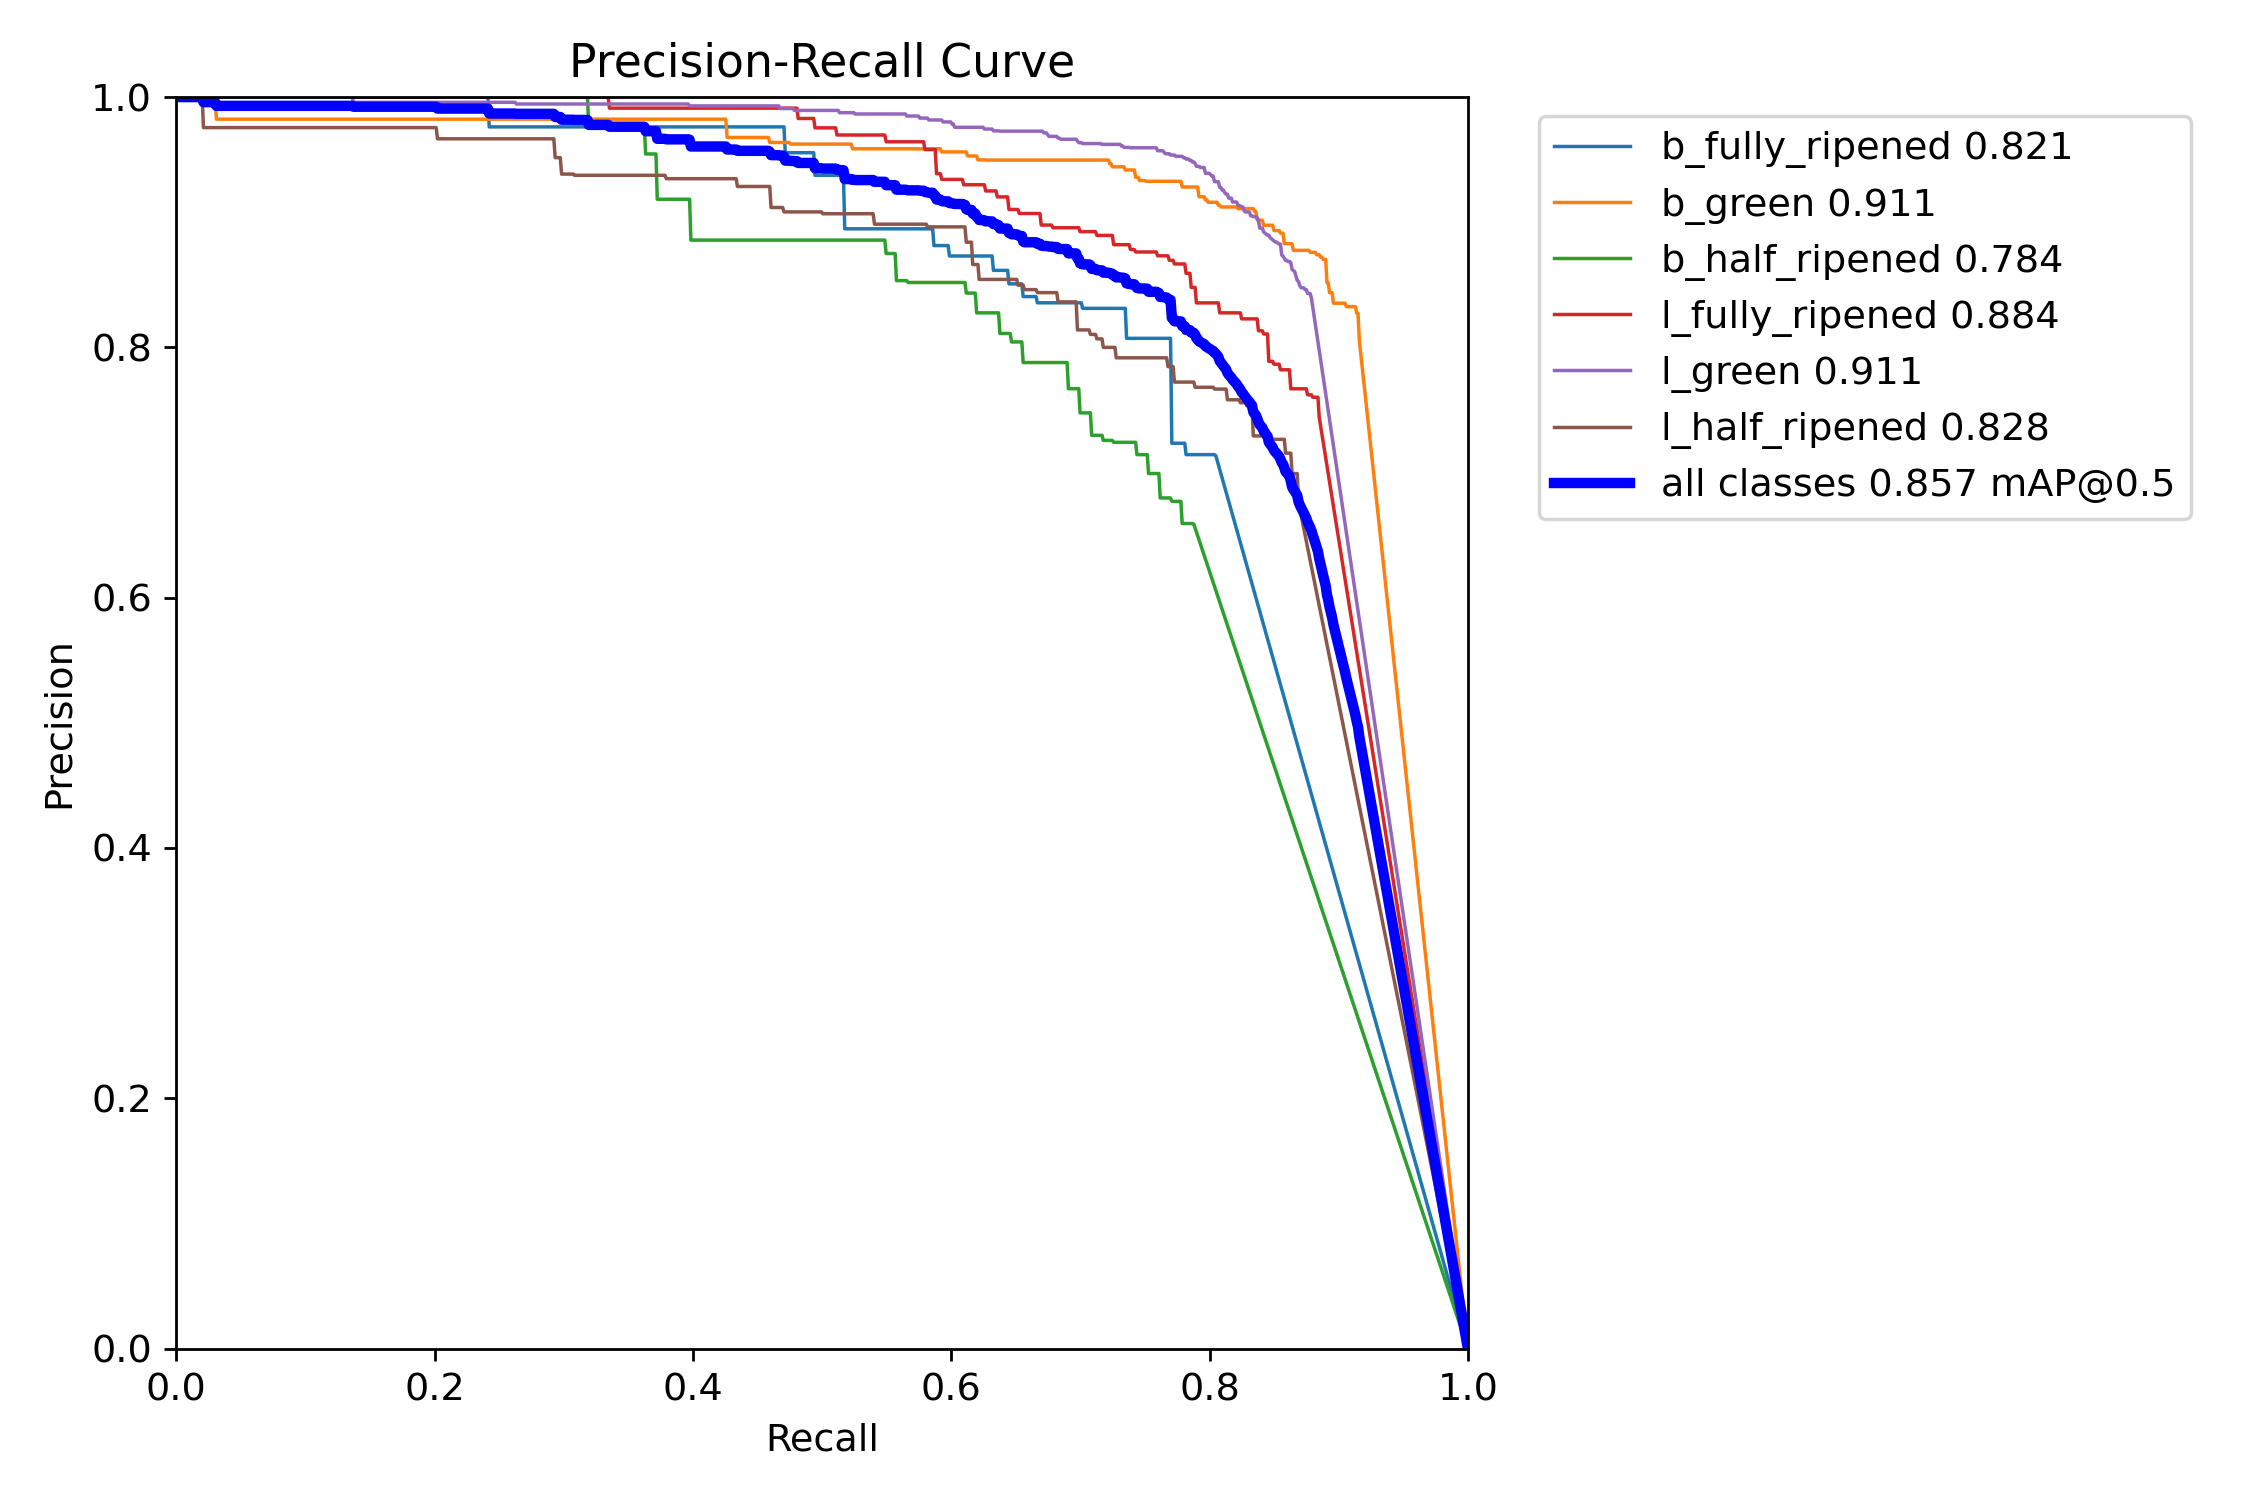 Precision-Recall Curve
1.0
0.8
0.6
0.4
0.2
0.0
Precision
0.0 0.2 0.4 0.6 0.8 1.0
Recall
b_fully_ripened 0.821
b_green 0.911
b_half_ripened 0.784
l_fully_ripened 0.884
l_green 0.911
l_half_ripened 0.828
all classes 0.857 mAP@0.5